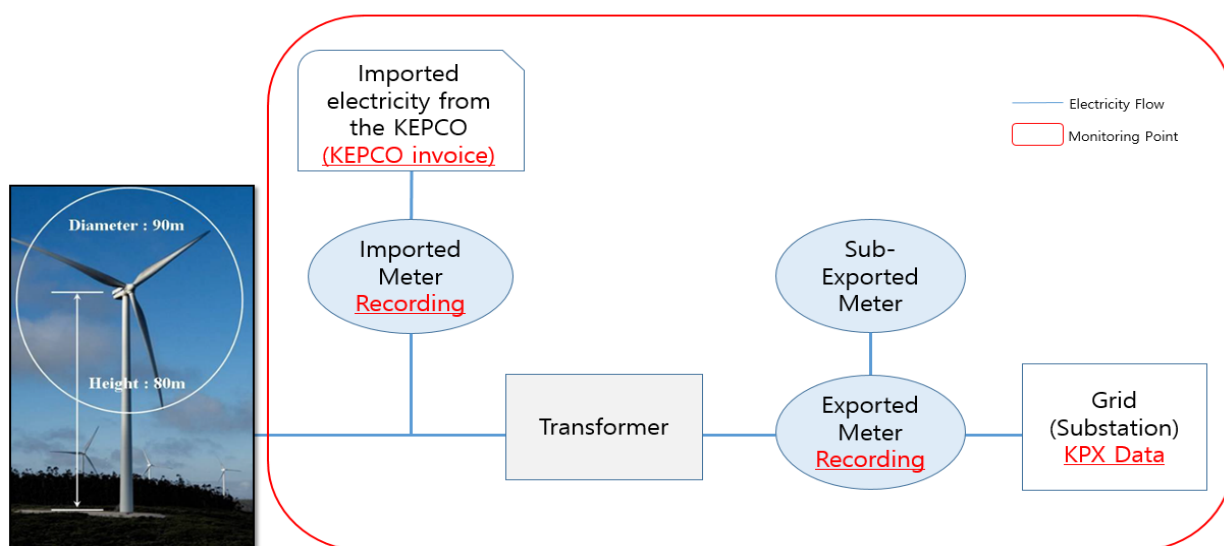 Imported
electricity from
the KEPCO
(KEPCO invoice)
Electricity Flow
Monitoring Point
Diameter : 90m
Imported
Meter
Recording
Sub-
Exported
Meter
Height : 80m
Transformer
Exported
Meter
Recording
Grid
(Substation)
KPX Data